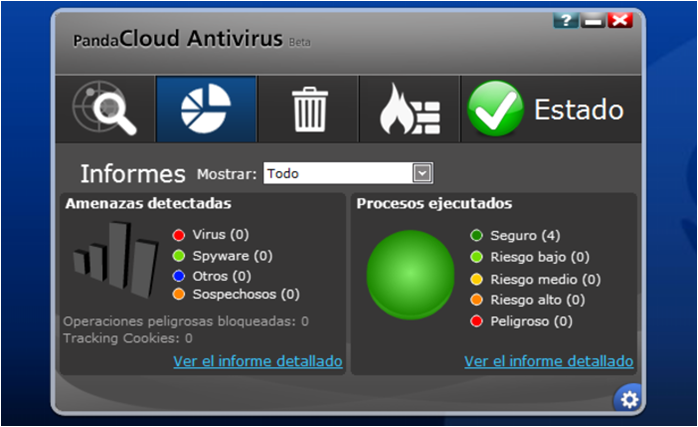 PandaCloud Antivirus Beta
?
Estado
Informes Mostrar: Todo
Amenazas detectadas
Virus (0)
Spyware (0)
Otros (0)
Sospechosos (0)
Operaciones peligrosas bloqueadas: 0
Tracking Cookies: 0
Ver el informe detallado
Procesos ejecutados
Seguro (4)
Riesgo bajo (0)
Riesgo medio (0)
Riesgo alto (0)
Peligroso (0)
Ver el informe detallado